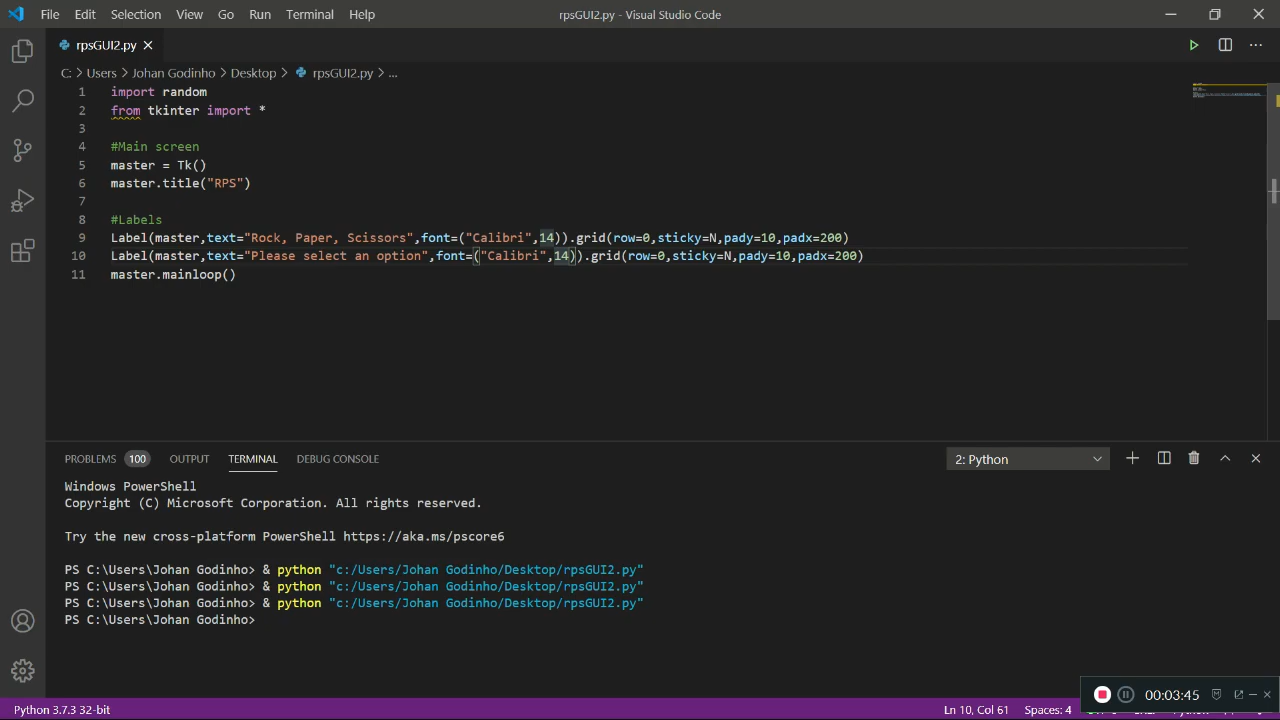 File Edit Selection View Go Run Terminal Help rpsGUI2.py - Visual Studio Code
rpsGUI2.py
C: > Users > Johan Godinho > Desktop > rpsGUI2.py > ...
1 import random
2 from tkinter import *
3
4 #Main screen
5 master = Tk()
6 master.title("RPS")
7
8 #Labels
9 Label(master,text="Rock, Paper, Scissors",font=("Calibri",14)).grid(row=0,sticky=N,pady=10,padx=200)
10 Label(master,text="Please select an option",font=("Calibri",14)).grid(row=0,sticky=N,pady=10,padx=200)
11 master.mainloop()
PROBLEMS 100 OUTPUT TERMINAL DEBUG CONSOLE 2: Python
Windows PowerShell
Copyright (C) Microsoft Corporation. All rights reserved.
Try the new cross-platform PowerShell https://aka.ms/pscore6
PS C:\Users\Johan Godinho> & python "c:/Users/Johan Godinho/Desktop/rpsGUI2.py"
PS C:\Users\Johan Godinho> & python "c:/Users/Johan Godinho/Desktop/rpsGUI2.py"
PS C:\Users\Johan Godinho> & python "c:/Users/Johan Godinho/Desktop/rpsGUI2.py"
PS C:\Users\Johan Godinho>
00:03:45
Python 3.7.3 32-bit Ln 10, Col 61 Spaces: 4